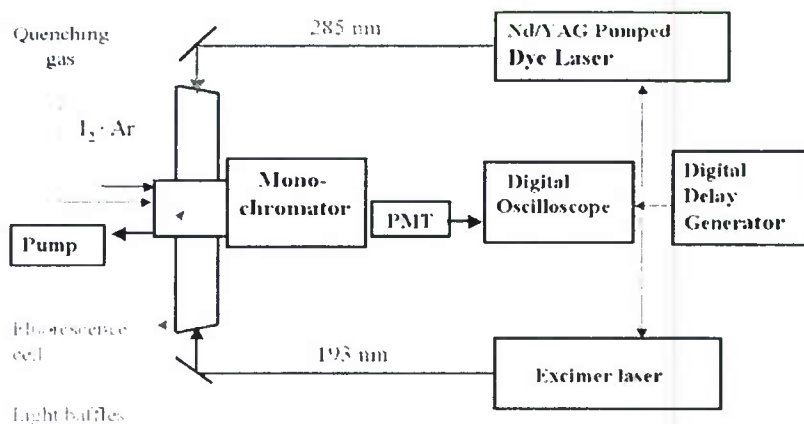 Quenching
gas
I₂ · Ar
Pump
Fluorescence
cell
Light baffles
285 nm
Nd/YAG Pumped
Dye Laser
Mono-
chromator
PMT
Digital
Oscilloscope
Digital
Delay
Generator
193 nm
Excimer laser